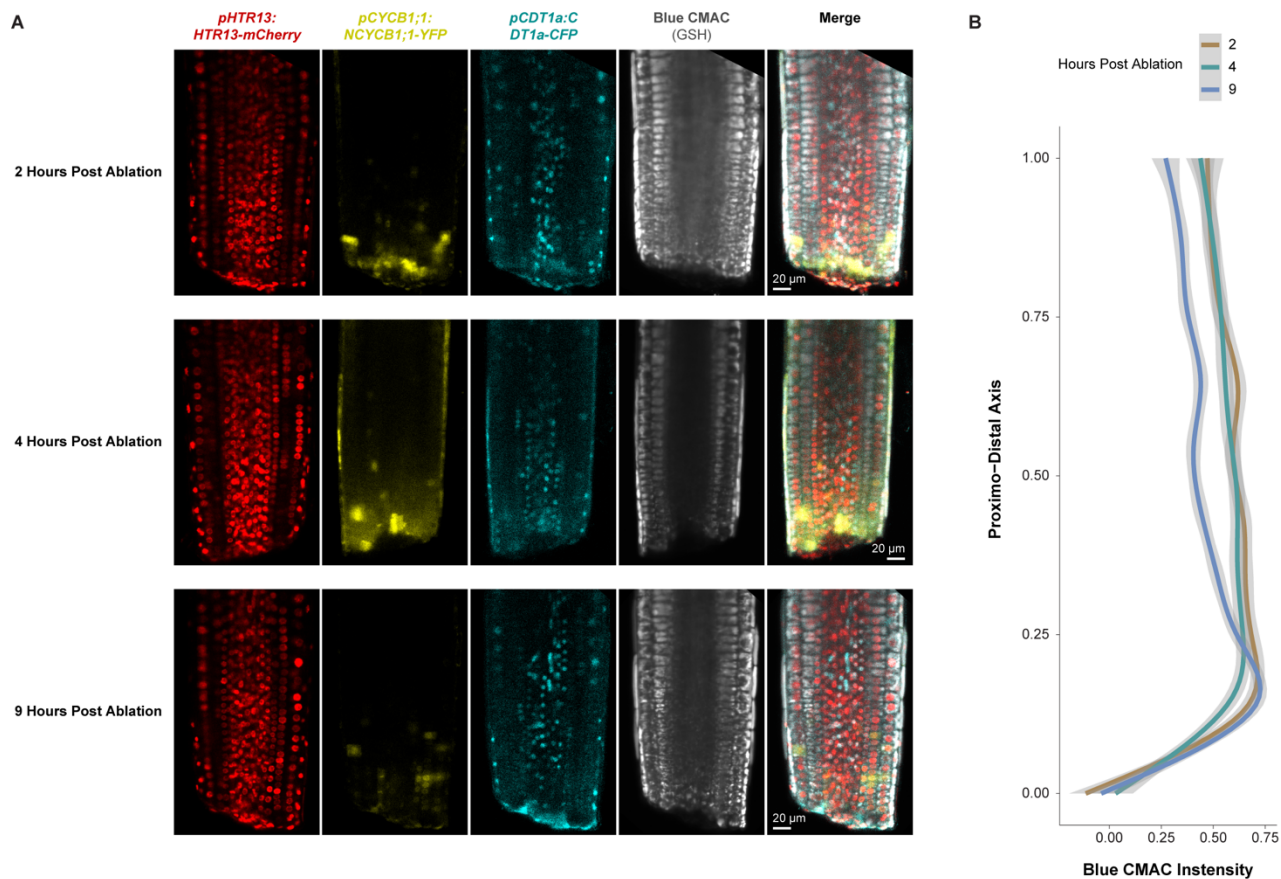 A
pHTR13:
HTR13-mCherry
pCYCB1;1:
NCYCB1;1-YFP
pCDT1a:C
DT1a-CFP
Blue CMAC
(GSH)
Merge
2 Hours Post Ablation
20 µm
4 Hours Post Ablation
20 µm
9 Hours Post Ablation
20 µm
B
Hours Post Ablation
2
4
9
Proximo-Distal Axis
1.00
0.75
0.50
0.25
0.00
0.00 0.25 0.50 0.75
Blue CMAC Instensity